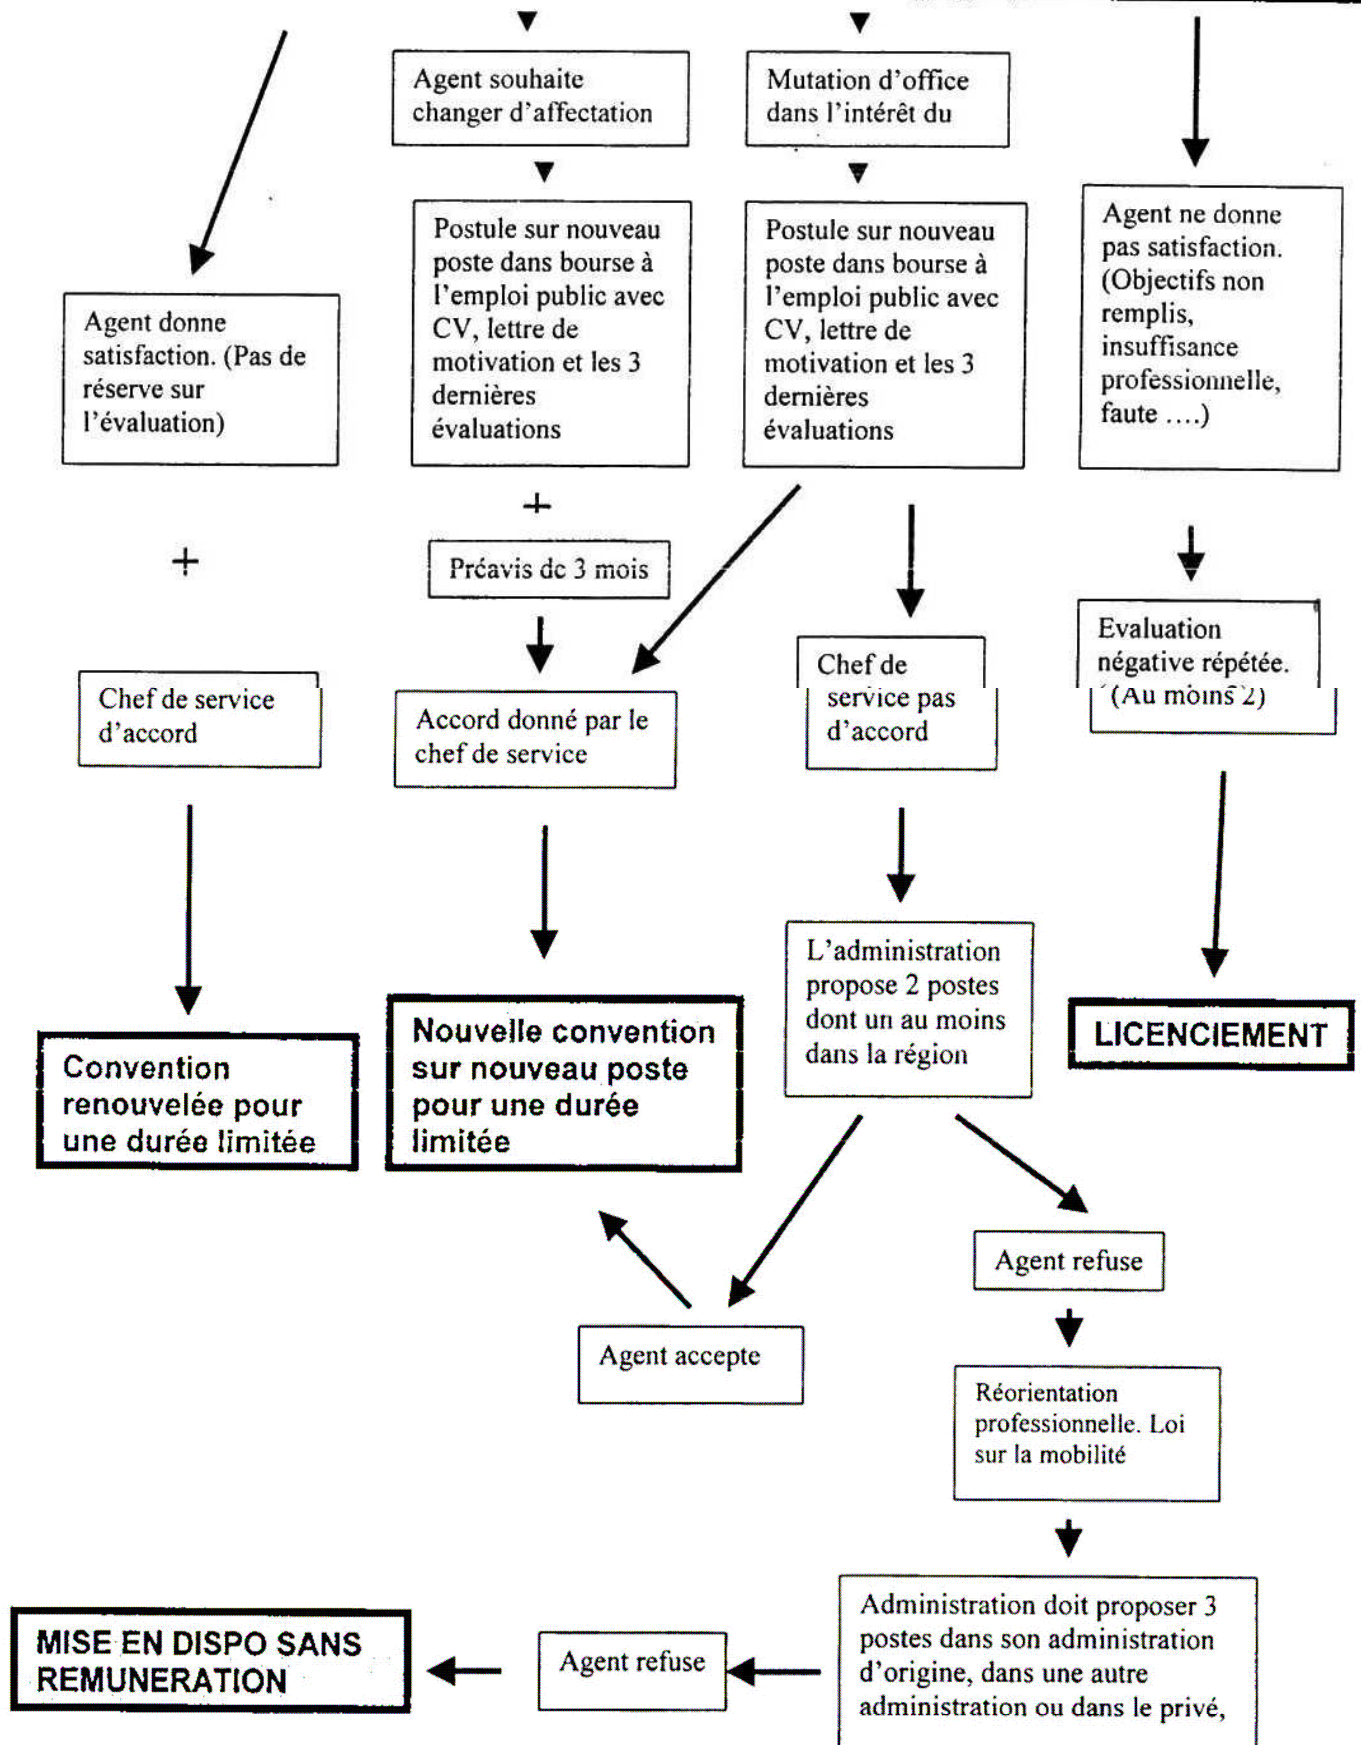 Agent souhaite
changer d'affectation
Mutation d'office
dans l'intérêt du
Agent donne
satisfaction. (Pas de
réserve sur
l'évaluation)
Postule sur nouveau
poste dans bourse à
l'emploi public avec
CV, lettre de
motivation et les 3
dernières
évaluations
Postule sur nouveau
poste dans bourse à
l'emploi public avec
CV, lettre de
motivation et les 3
dernières
évaluations
Agent ne donne
pas satisfaction.
(Objectifs non
remplis,
insuffisance
professionnelle,
faute ….)
+
+
Préavis de 3 mois
Chef de service
d'accord
Accord donné par le
chef de service
Chef de
service pas
d'accord
Evaluation
négative répétée.
(Au moins 2)
Convention
renouvelée pour
une durée limitée
Nouvelle convention
sur nouveau poste
pour une durée
limitée
L'administration
propose 2 postes
dont un au moins
dans la région
LICENCIEMENT
Agent refuse
Agent accepte
Réorientation
professionnelle. Loi
sur la mobilité
Administration doit proposer 3
postes dans son administration
d'origine, dans une autre
administration ou dans le privé,
Agent refuse
MISE EN DISPO SANS
REMUNERATION